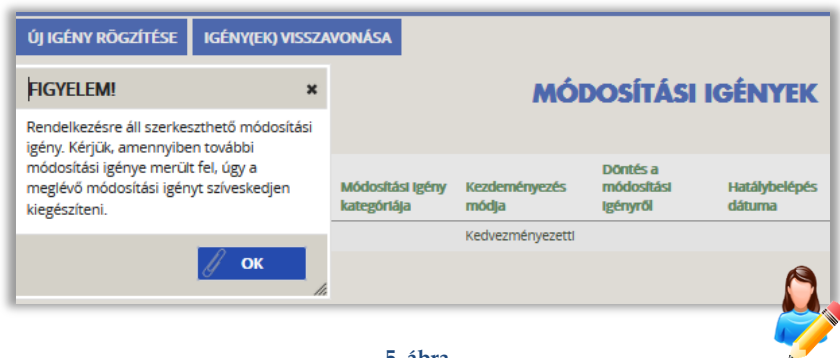 ÚJ IGÉNY RÖGZÍTÉSE IGÉNY(EK) VISSZAVONÁSA
FIGYELEM! ×
Rendelkezésre áll szerkeszthető módosítási
igény. Kérjük, amennyiben további
módosítási igénye merült fel, úgy a
meglévő módosítási igényt szíveskedjen
kiegészíteni.
OK
MÓDOSÍTÁSI IGÉNYEK
Módosítási igény
kategóriája
Kezdeményezés
módja
Döntés a
módosítási
igényről
Hatálybelépés
dátuma
Kedvezményezetti
5. ábra